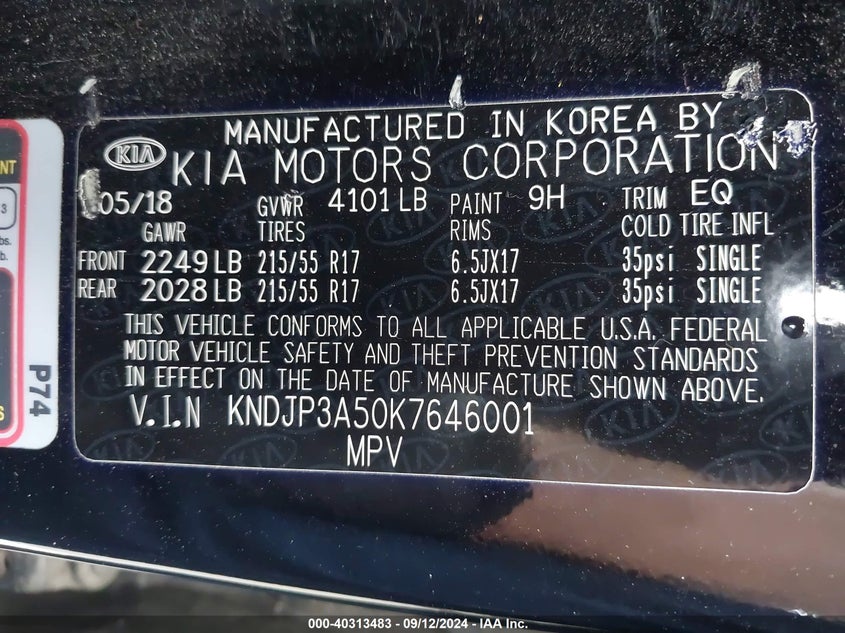 MANUFACTURED IN KOREA BY
KIA KIA MOTORS CORPORATION
05/18 GVWR 4101 LB PAINT 9H TRIM EQ
GAWR TIRES RIMS COLD TIRE INFL
FRONT 2249 LB 215/55 R17 6.5JX17 35psi SINGLE
REAR 2028 LB 215/55 R17 6.5JX17 35psi SINGLE
THIS VEHICLE CONFORMS TO ALL APPLICABLE U.S.A. FEDERAL
MOTOR VEHICLE SAFETY AND THEFT PREVENTION STANDARDS
IN EFFECT ON THE DATE OF MANUFACTURE SHOWN ABOVE.
V.I.N KNDJP3A50K7646001
MPV
P74
000-40313483 - 09/12/2024 - IAA Inc.